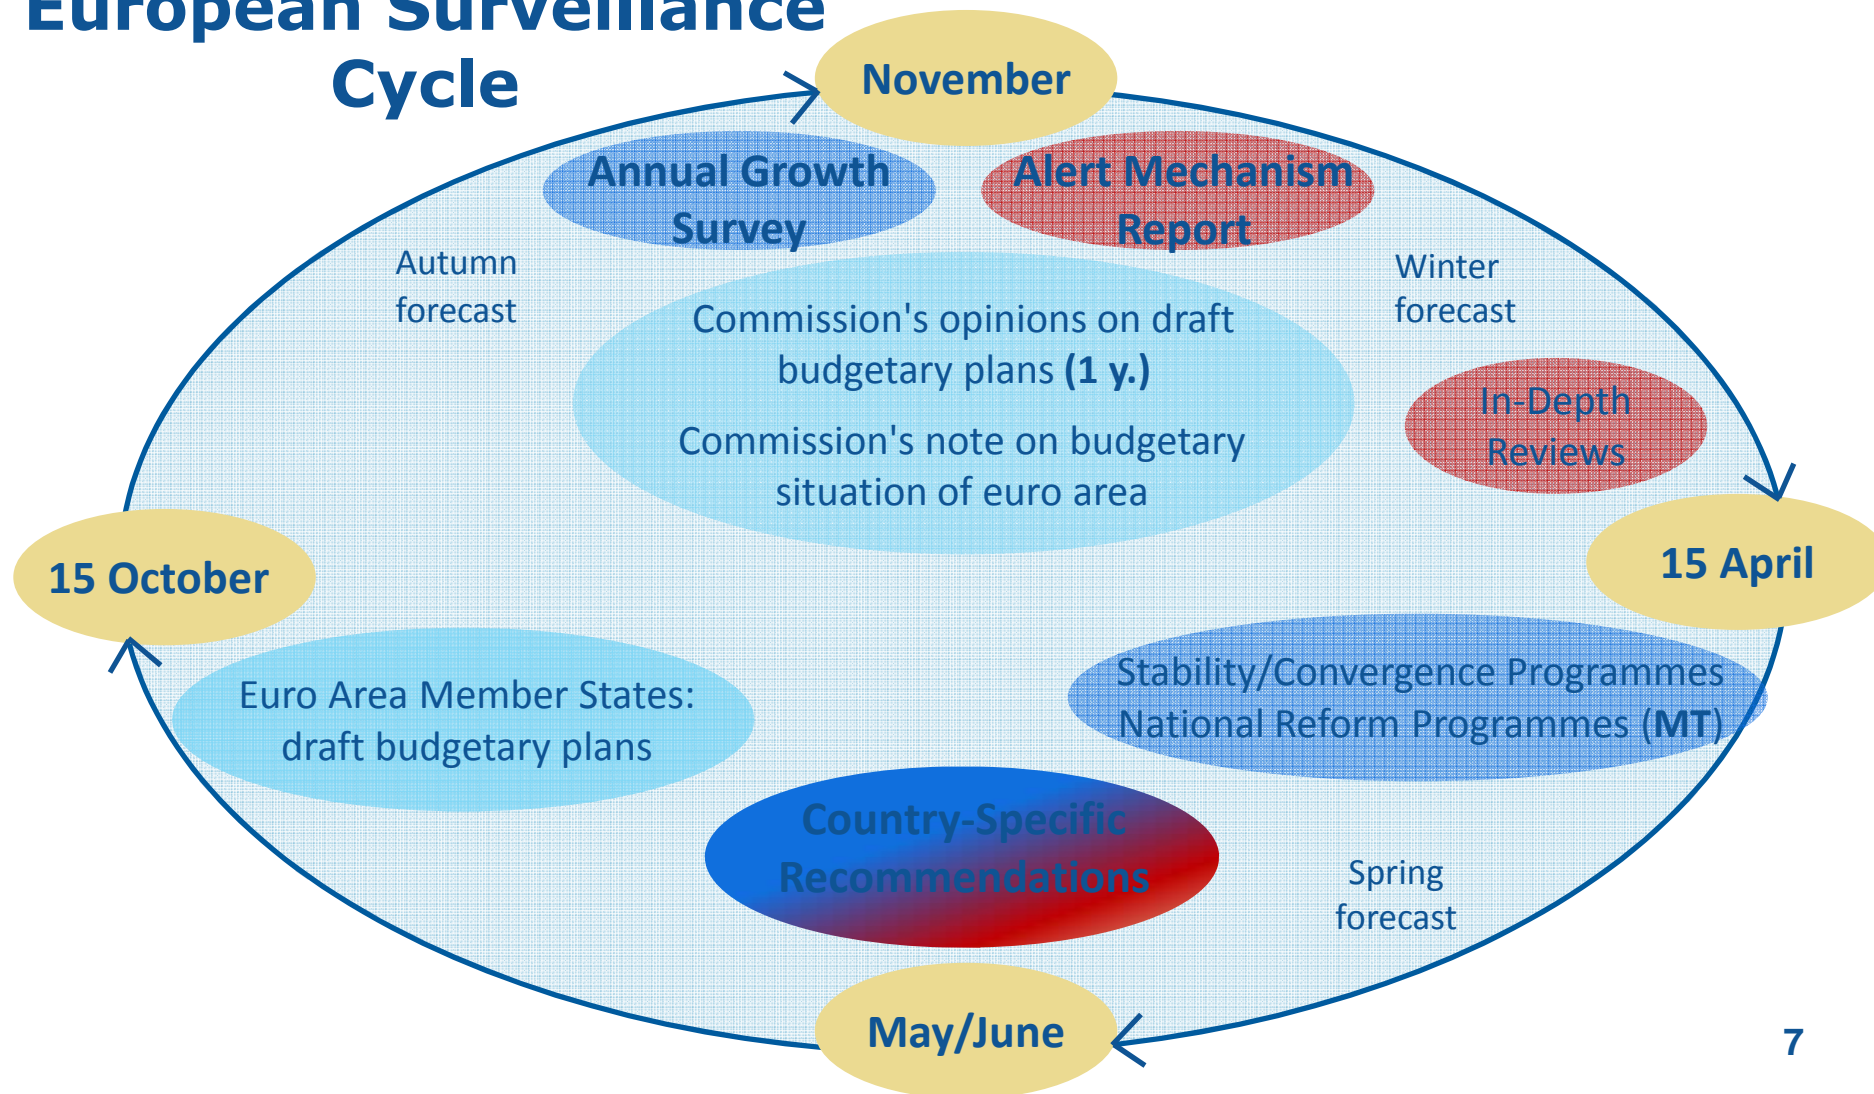 European Surveillance
Cycle
November
Annual Growth
Survey
Alert Mechanism
Report
Autumn
forecast
Winter
forecast
Commission's opinions on draft
budgetary plans (1 y.)
Commission's note on budgetary
situation of euro area
In-Depth
Reviews
15 October
15 April
Euro Area Member States:
draft budgetary plans
Stability/Convergence Programmes
National Reform Programmes (MT)
Country-Specific
Recommendations
Spring
forecast
May/June
7